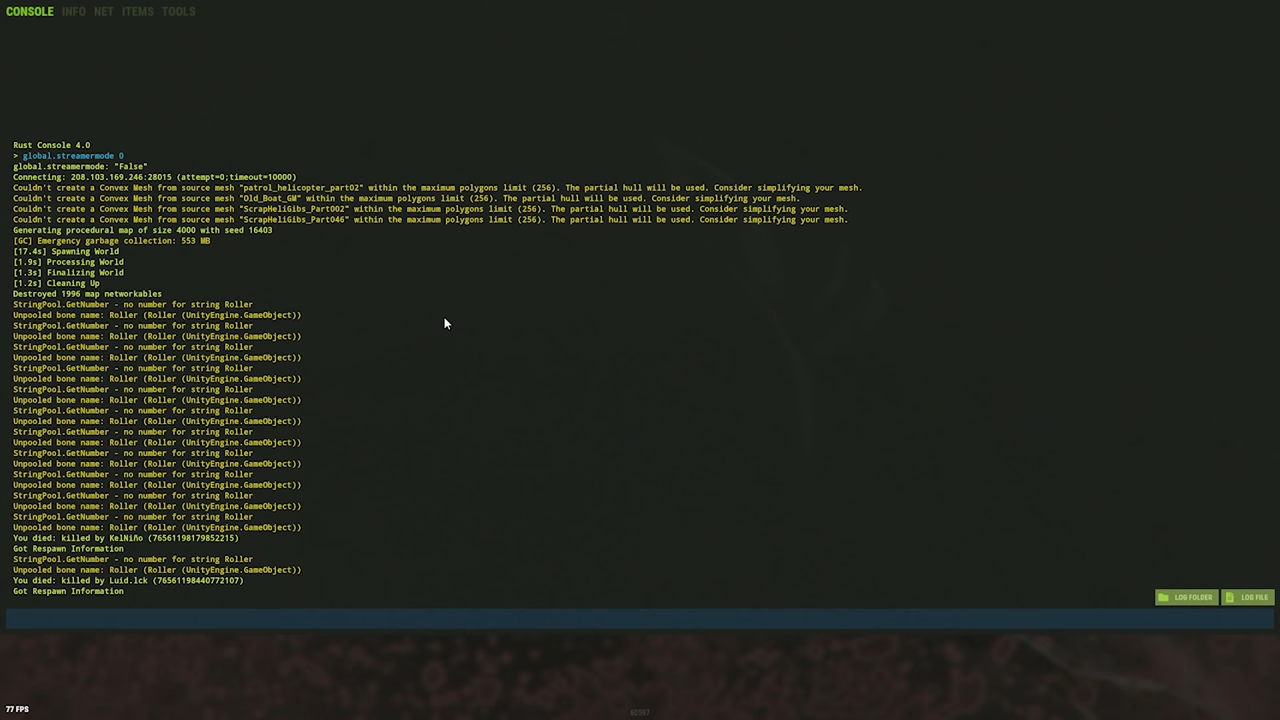 CONSOLE INFO NET ITEMS TOOLS
Rust Console 4.0
> global.streamermode 0
global.streamermode: "False"
Connecting: 208.103.169.246:28015 (attempt=0;timeout=10000)
Couldn't create a Convex Mesh from source mesh "patrol_helicopter_part02" within the maximum polygons limit (256). The partial hull will be used. Consider simplifying your mesh.
Couldn't create a Convex Mesh from source mesh "Old_Boat_GM" within the maximum polygons limit (256). The partial hull will be used. Consider simplifying your mesh.
Couldn't create a Convex Mesh from source mesh "ScrapHeliGibs_Part002" within the maximum polygons limit (256). The partial hull will be used. Consider simplifying your mesh.
Couldn't create a Convex Mesh from source mesh "ScrapHeliGibs_Part046" within the maximum polygons limit (256). The partial hull will be used. Consider simplifying your mesh.
Generating procedural map of size 4000 with seed 16403
[GC] Emergency garbage collection: 553 MB
[17.4s] Spawning World
[1.9s] Processing World
[1.3s] Finalizing World
[1.2s] Cleaning Up
Destroyed 1996 map networkables
StringPool.GetNumber - no number for string Roller
Unpooled bone name: Roller (Roller (UnityEngine.GameObject))
StringPool.GetNumber - no number for string Roller
Unpooled bone name: Roller (Roller (UnityEngine.GameObject))
StringPool.GetNumber - no number for string Roller
Unpooled bone name: Roller (Roller (UnityEngine.GameObject))
StringPool.GetNumber - no number for string Roller
Unpooled bone name: Roller (Roller (UnityEngine.GameObject))
StringPool.GetNumber - no number for string Roller
Unpooled bone name: Roller (Roller (UnityEngine.GameObject))
StringPool.GetNumber - no number for string Roller
Unpooled bone name: Roller (Roller (UnityEngine.GameObject))
StringPool.GetNumber - no number for string Roller
Unpooled bone name: Roller (Roller (UnityEngine.GameObject))
StringPool.GetNumber - no number for string Roller
Unpooled bone name: Roller (Roller (UnityEngine.GameObject))
StringPool.GetNumber - no number for string Roller
Unpooled bone name: Roller (Roller (UnityEngine.GameObject))
StringPool.GetNumber - no number for string Roller
Unpooled bone name: Roller (Roller (UnityEngine.GameObject))
StringPool.GetNumber - no number for string Roller
Unpooled bone name: Roller (Roller (UnityEngine.GameObject))
You died: killed by KelNiño (76561198179852215)
Got Respawn Information
StringPool.GetNumber - no number for string Roller
Unpooled bone name: Roller (Roller (UnityEngine.GameObject))
You died: killed by Luid.lck (76561198440772107)
Got Respawn Information
LOG FOLDER LOG FILE
77 FPS